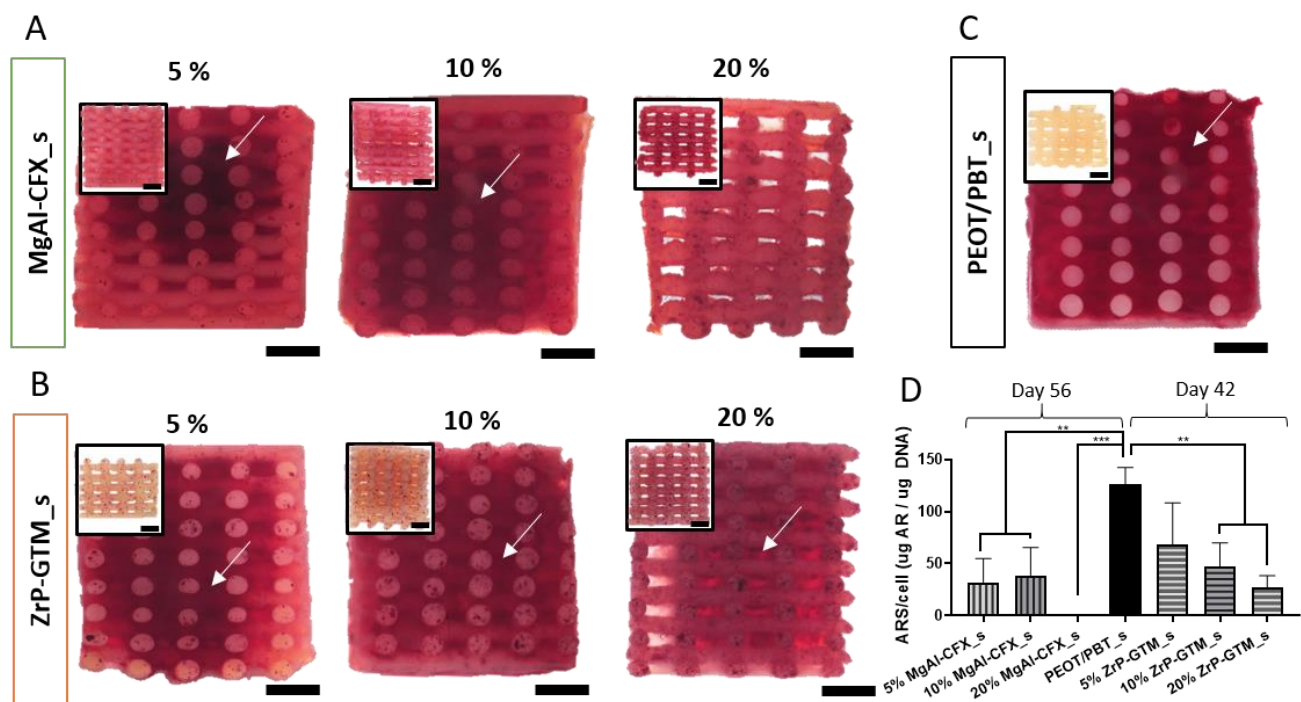 A
MgAl-CFX_s
5 %
10 %
20 %
C
PEOT/PBT_s
B
ZrP-GTM_s
5 %
10 %
20 %
D
Day 56
Day 42
**
***
**
ARS/cell (ug AR / ug DNA)
150
100
50
0
5% MgAl-CFX_s
10% MgAl-CFX_s
20% MgAl-CFX_s
PEOT/PBT_s
5% ZrP-GTM_s
10% ZrP-GTM_s
20% ZrP-GTM_s